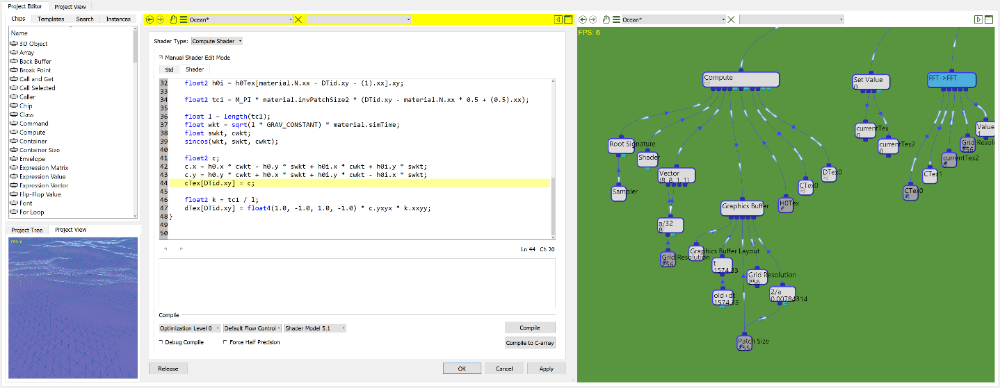 Project Editor
Project View
Chips
Templates
Search
Instances
Name
3D Object
Array
Back Buffer
Break Point
Call and Get
Call Selected
Caller
Chip
Class
Command
Compute
Container
Container Size
Envelope
Expression Matrix
Expression Value
Expression Vector
Flip-Flop Value
Font
For Loop
Project Tree
Project View
FPS: 6
Ocean*
Shader Type: Compute Shader
Manual Shader Edit Mode
Std
Shader
32 float2 h0i = h0Tex[material.N.xx - DTid.xy - (1).xx].xy;
33
34 float2 tc1 = M_PI * material.invPatchSize2 * (DTid.xy - material.N.xx * 0.5 + (0.5).xx);
35
36 float l = length(tc1);
37 float wkt = sqrt(l * GRAV_CONSTANT) * material.simTime;
38 float swkt, cwkt;
39 sincos(wkt, swkt, cwkt);
40
41 float2 c;
42 c.x = h0.x * cwkt - h0.y * swkt + h0i.x * cwkt + h0i.y * swkt;
43 c.y = h0.y * cwkt + h0.x * swkt + h0i.y * cwkt - h0i.x * swkt;
44 cTex[DTid.xy] = c;
45
46 float2 k = tc1 / l;
47 dTex[DTid.xy] = float4(1.0, -1.0, 1.0, -1.0) * c.yxyx * k.xxyy;
48 }
49
50
Ln 44 Ch 20
Compile
Optimization Level 0
Default Flow Control
Shader Model 5.1
Compile
Debug Compile
Force Half Precision
Compile to C-array
Release
OK
Cancel
Apply
Ocean*
FPS: 6
Compute
Set Value
0
FFT->FFT
Root Signature
Shader
Vector
(8, 8, 1, 1)
Sampler
a/32
8
Grid Resolution
256
Graphics Buffer
Graphics Buffer Layout
t
1574.33
old+dt
1574.33
Grid Resolution
256
2/a
0.00784314
Patch Size
255
H0Tex
CTex0
DTex0
currentTex
0
currentTex2
0
CTex0
CTex1
currentTex2
0
Grid Resolu
256
Value
1